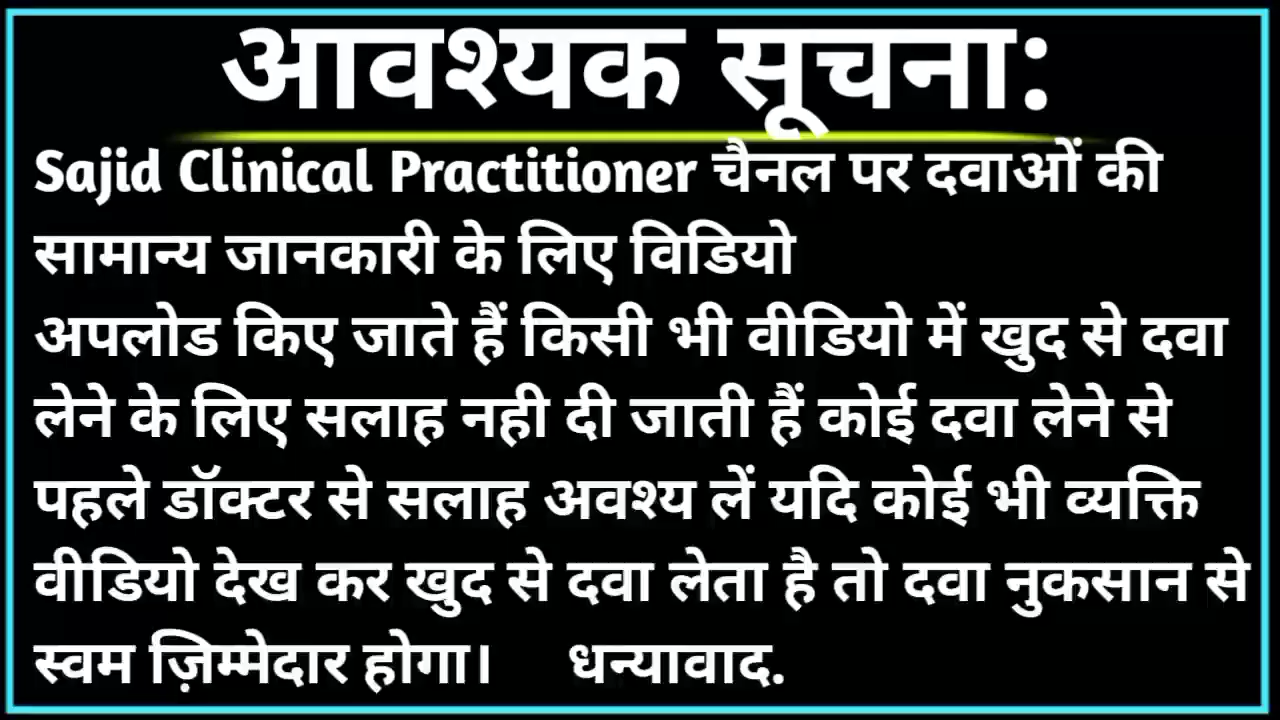 आवश्यक सूचना:
Sajid Clinical Practitioner चैनल पर दवाओं की
सामान्य जानकारी के लिए विडियो
अपलोड किए जाते हैं किसी भी वीडियो में खुद से दवा
लेने के लिए सलाह नही दी जाती हैं कोई दवा लेने से
पहले डॉक्टर से सलाह अवश्य लें यदि कोई भी व्यक्ति
वीडियो देख कर खुद से दवा लेता है तो दवा नुकसान से
स्वम ज़िम्मेदार होगा। धन्यावाद.